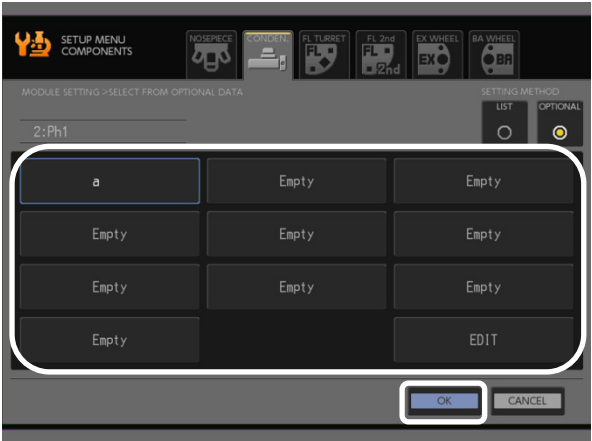 SETUP MENU
COMPONENTS
NOSEPIECE
CONDEN.
FL TURRET
FL
FL 2nd
FL
2nd
EX WHEEL
EX
BA WHEEL
BA
MODULE SETTING >SELECT FROM OPTIONAL DATA
SETTING METHOD
LIST
OPTIONAL
2:Ph1
a Empty Empty
Empty Empty Empty
Empty Empty Empty
Empty EDIT
OK CANCEL